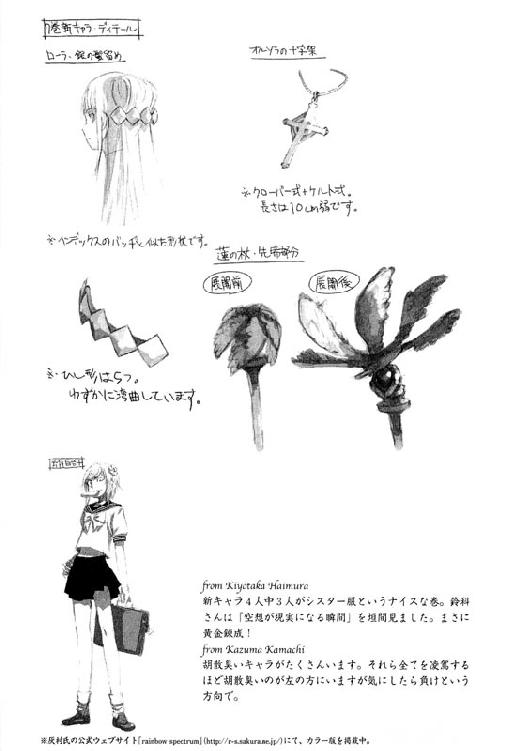 7巻新キャラ・ディテール
ローラ・銀の髪留め
オルソラの十字架
※クローバー式+ケルト式。
長さは10cm弱です。
※ペンデックスのバッヂと似た形状です。
蓮の杖・先端部分
展開前
展開後
※ひし形は5つ。
わずかに湾曲しています。
from Kiyotaka Haimura
新キャラ4人中3人がシスター服というナイスな巻。鈴科
さんは「空想が現実になる瞬間」を垣間見ました。まさに
黄金錬成!
from Kazuma Kamachi
胡散臭いキャラがたくさんいます。それら全てを凌駕する
ほど胡散臭いのが左の方にいますが気にしたら負けという
方向で。
※灰村氏の公式ウェブサイト「rainbow spectrum」(http://r-s.sakura.ne.jp/)にて、カラー版を掲載中。